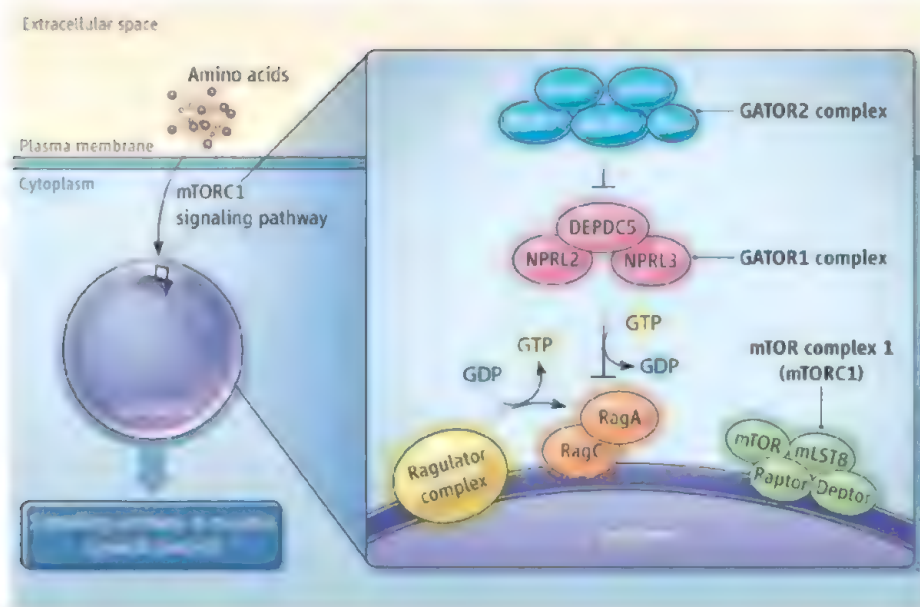 Extracellular space
Amino acids
Plasma membrane
Cytoplasm
mTORC1
signaling pathway
GATOR2 complex
DEPDC5
NPRL2
NPRL3
GATOR1 complex
GTP
GDP
GTP
GDP
mTOR complex 1
(mTORC1)
RagA
RagC
Ragulator
complex
mTOR
mLST8
Raptor
Deptor